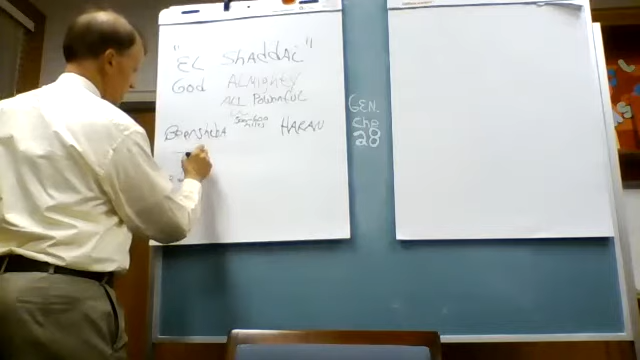 "EL ShADDAi"
God ALMighty
ALL PoWerfuL
BeerShebA HARAN
GEN.
Chp
28